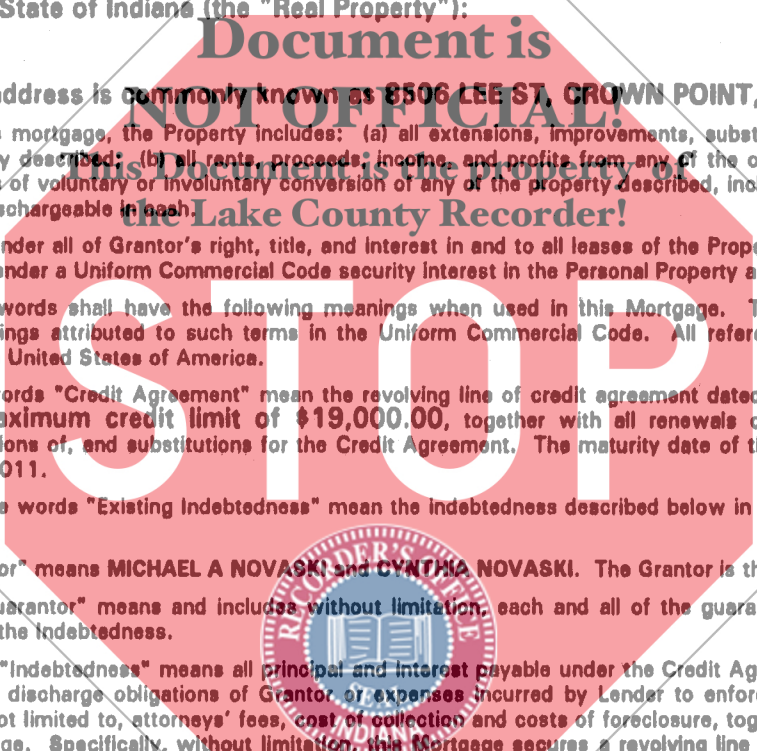 State of Indiana (the "Real Property"):
Document is
address is commonly known as 8506 LEE ST, CROWN POINT,
NOT OFFICIAL!
mortgage, the Property includes: (a) all extensions, improvements, subst
y described; (b) all rents, proceeds, income, and profits from any of the o
This Document is the property of
s of voluntary or involuntary conversion of any of the property described, incl
schargeable in cash.
the Lake County Recorder!
nder all of Grantor's right, title, and interest in and to all leases of the Prope
ender a Uniform Commercial Code security interest in the Personal Property a
words shall have the following meanings when used in this Mortgage. T
ings attributed to such terms in the Uniform Commercial Code. All refere
United States of America.
STOP
ords "Credit Agreement" mean the revolving line of credit agreement dated
aximum credit limit of $19,000.00, together with all renewals o
ions of, and substitutions for the Credit Agreement. The maturity date of t
011.
e words "Existing Indebtedness" mean the indebtedness described below in
or" means MICHAEL A NOVASKI and CYNTHIA NOVASKI. The Grantor is th
RECORDER'S OFFICE
uarantor" means and includes without limitation, each and all of the guara
the Indebtedness.
"Indebtedness" means all principal and interest payable under the Credit Ag
discharge obligations of Grantor or expenses incurred by Lender to enforc
ot limited to, attorneys' fees, cost of collection and costs of foreclosure, tog
INDIANA
ge. Specifically, without limitation, this Mortgage secures a revolving line